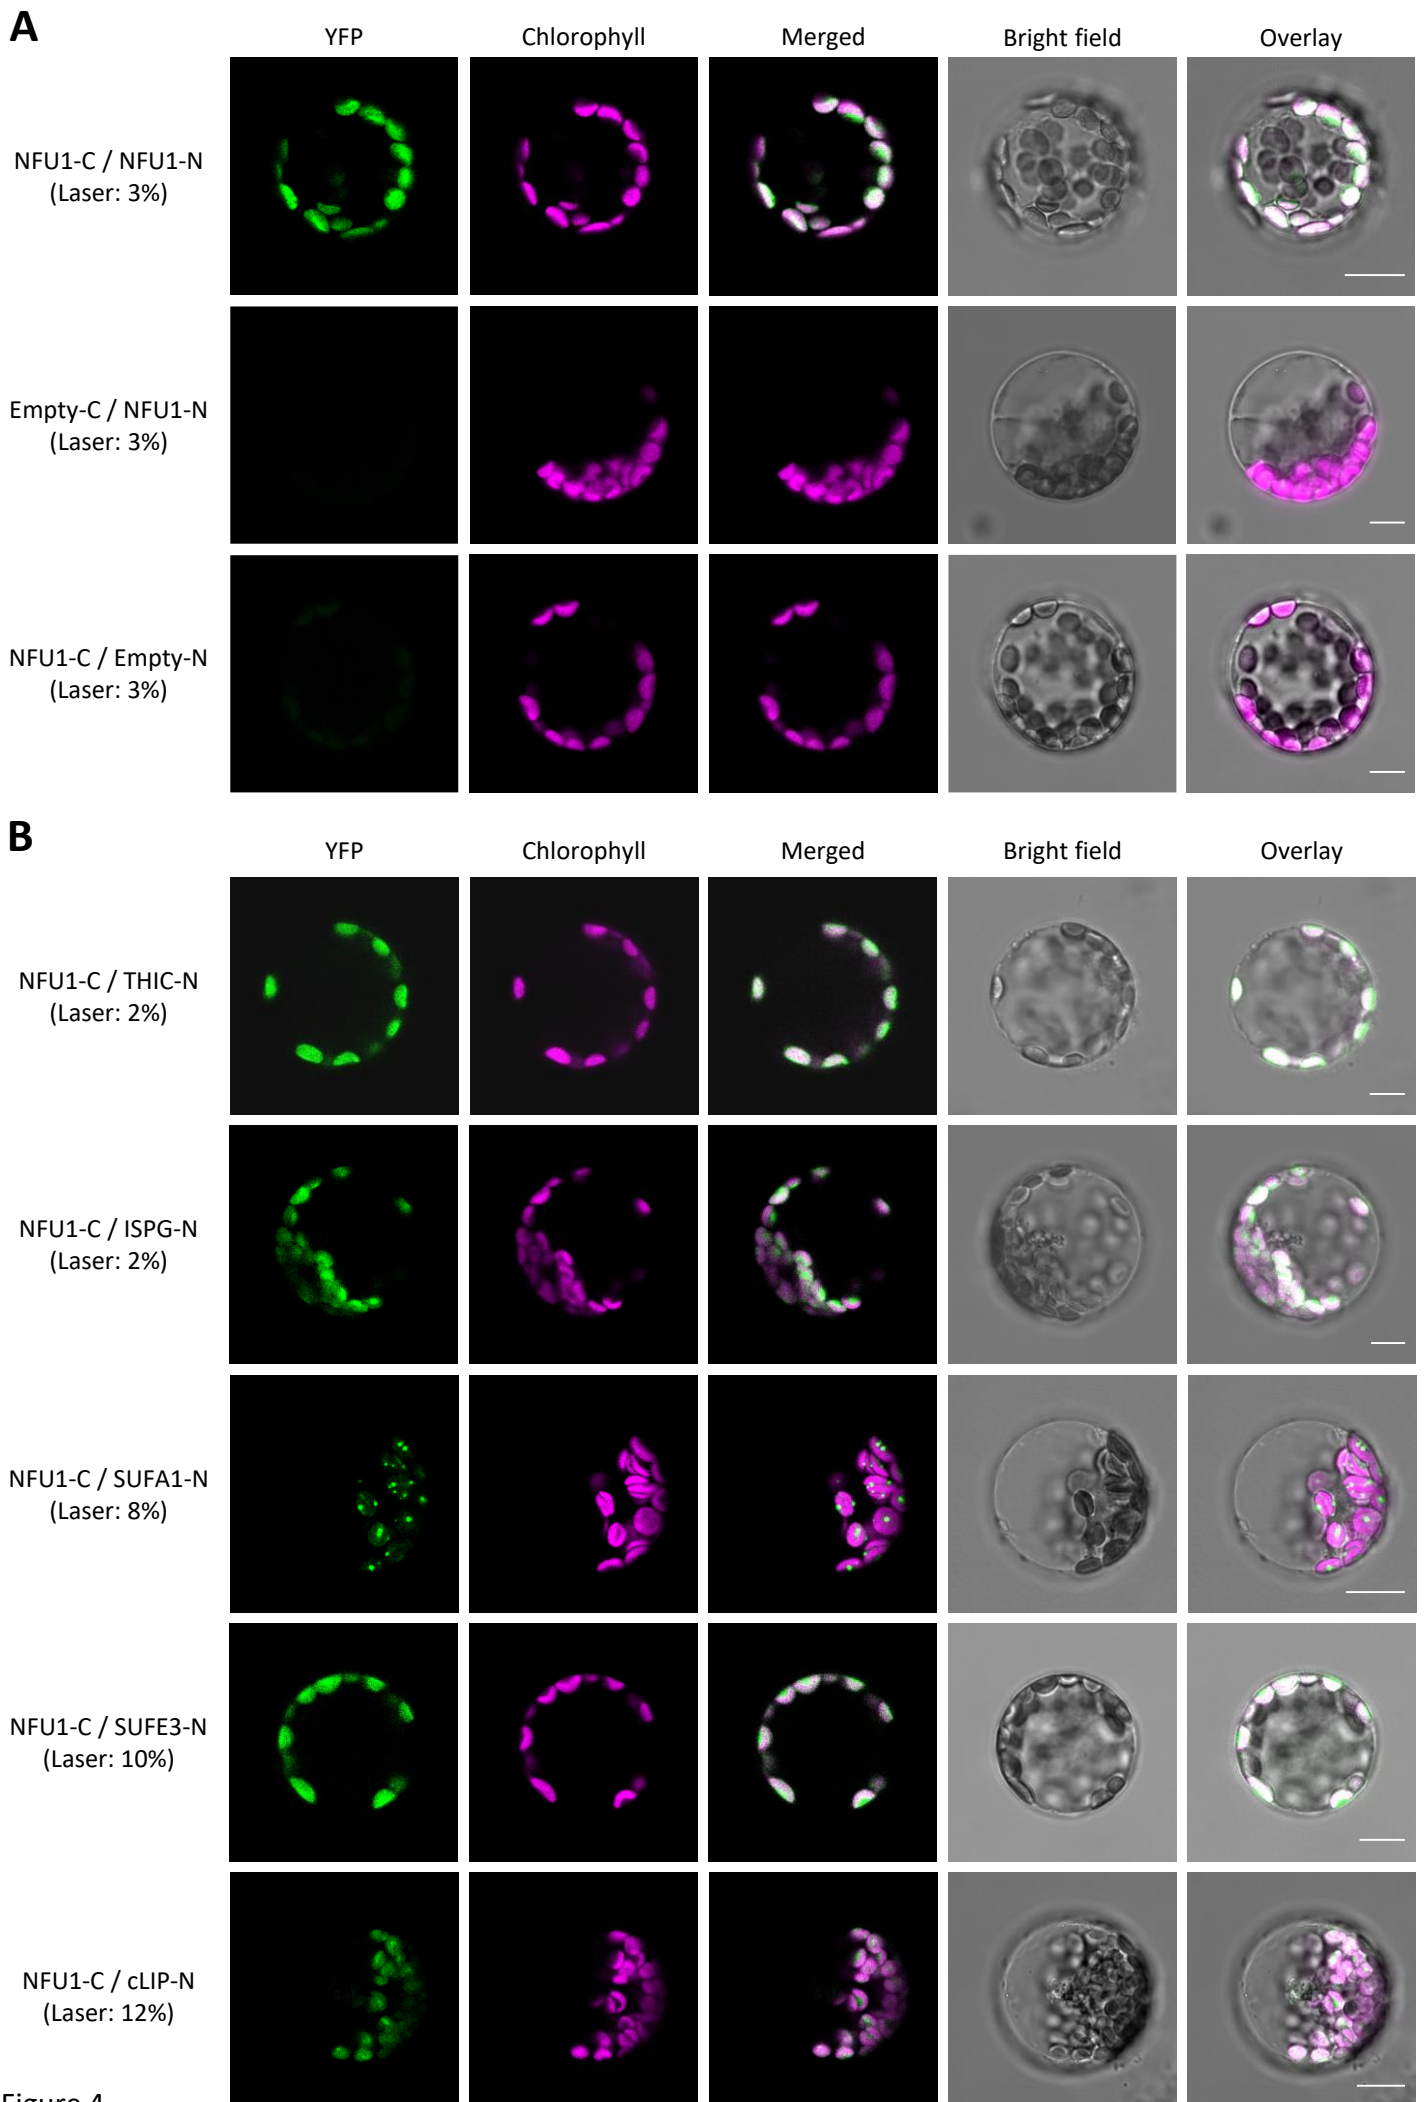 A
YFP Chlorophyll Merged Bright field Overlay
NFU1-C / NFU1-N
(Laser: 3%)
Empty-C / NFU1-N
(Laser: 3%)
NFU1-C / Empty-N
(Laser: 3%)
B
YFP Chlorophyll Merged Bright field Overlay
NFU1-C / THIC-N
(Laser: 2%)
NFU1-C / ISPG-N
(Laser: 2%)
NFU1-C / SUFA1-N
(Laser: 8%)
NFU1-C / SUFE3-N
(Laser: 10%)
NFU1-C / cLIP-N
(Laser: 12%)
Figure 4